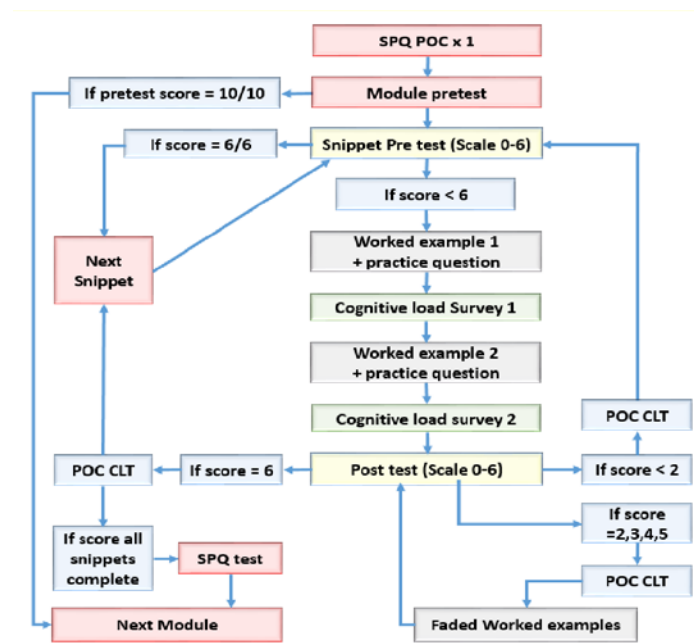 SPQ POC x 1
If pretest score = 10/10
Module pretest
If score = 6/6
Snippet Pre test (Scale 0-6)
If score < 6
Next
Snippet
Worked example 1
+ practice question
Cognitive load Survey 1
Worked example 2
+ practice question
Cognitive load survey 2
POC CLT
POC CLT
If score = 6
Post test (Scale 0-6)
If score < 2
If score
=2,3,4,5
If score all
snippets
complete
SPQ test
POC CLT
Next Module
Faded Worked examples